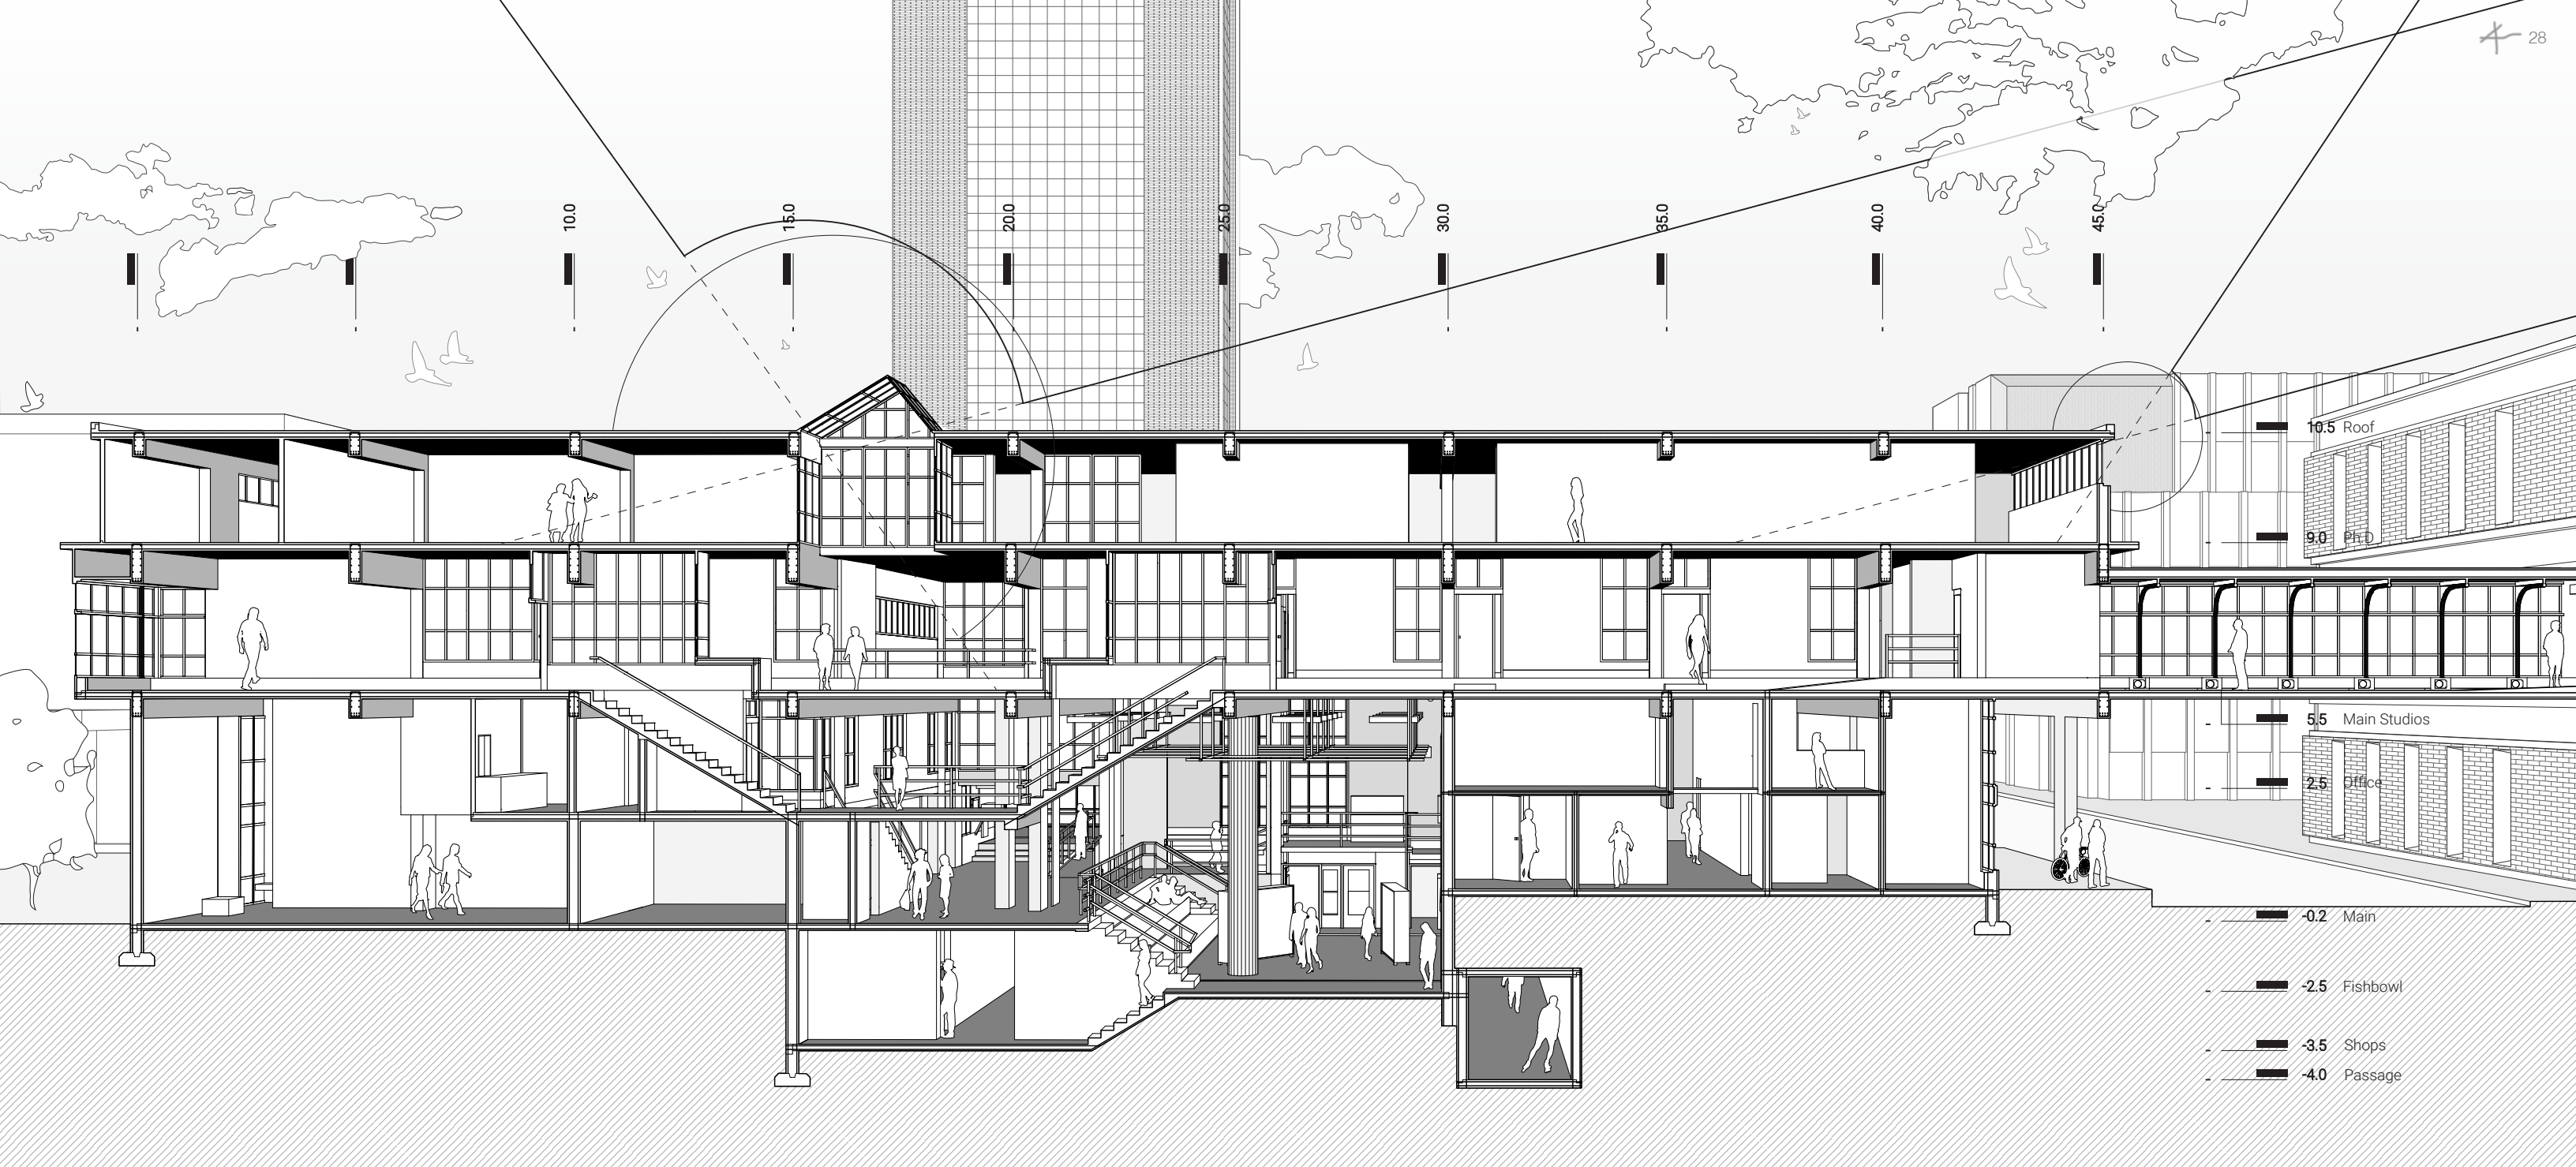 28
10.0
15.0
20.0
25.0
30.0
35.0
40.0
45.0
10.5 Roof
9.0 Ph.D
5.5 Main Studios
2.5 Office
-0.2 Main
-2.5 Fishbowl
-3.5 Shops
-4.0 Passage